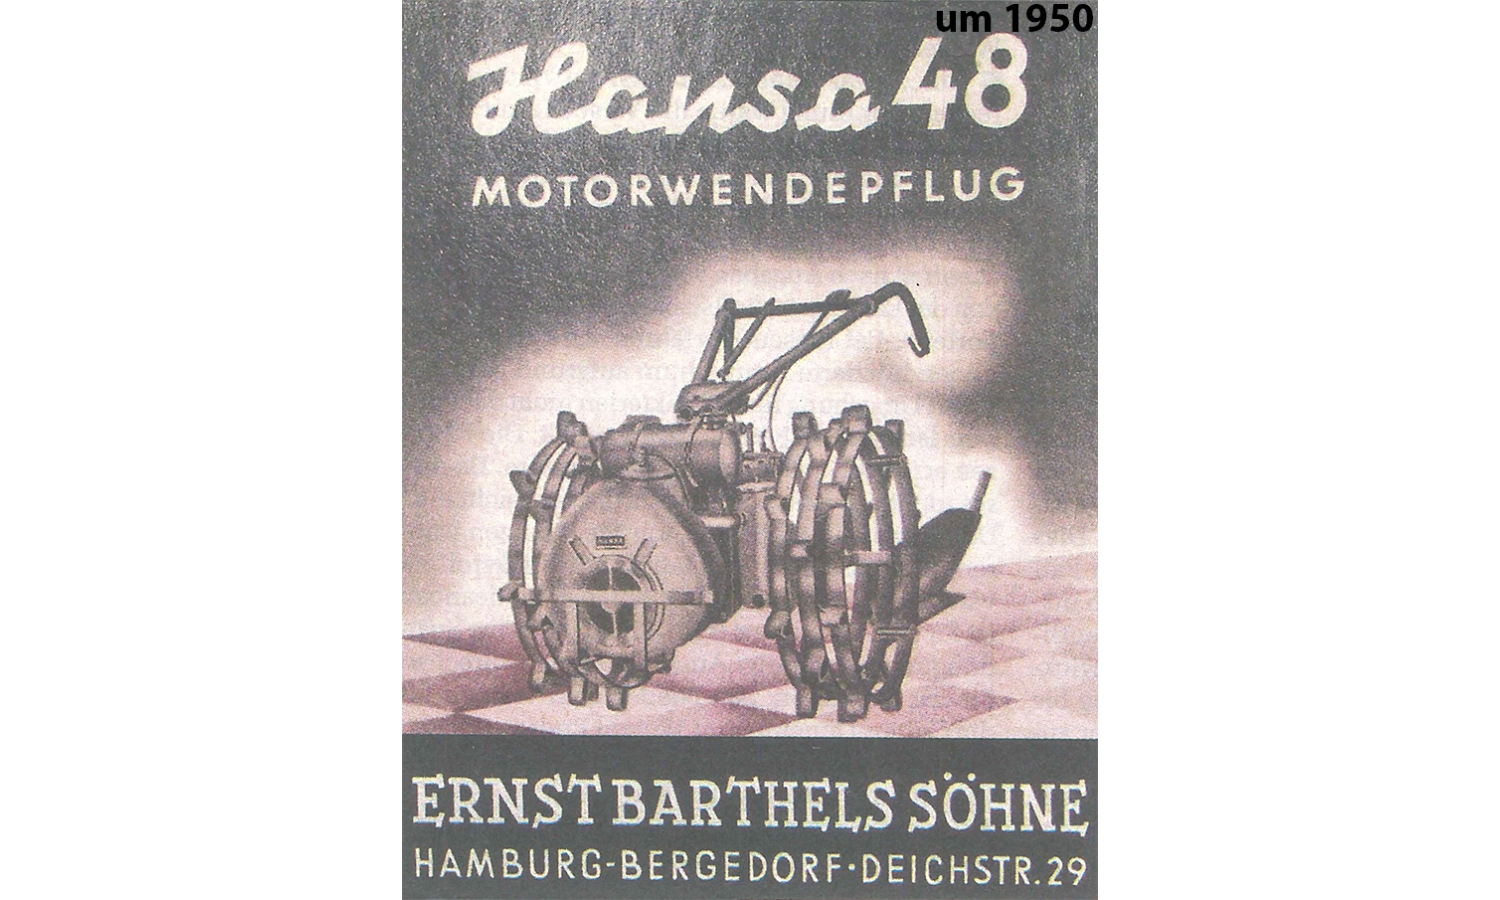 um 1950
Hansa 48
MOTORWENDEPFLUG
ERNST BARTHELS SÖHNE
HAMBURG-BERGEDORF·DEICHSTR. 29